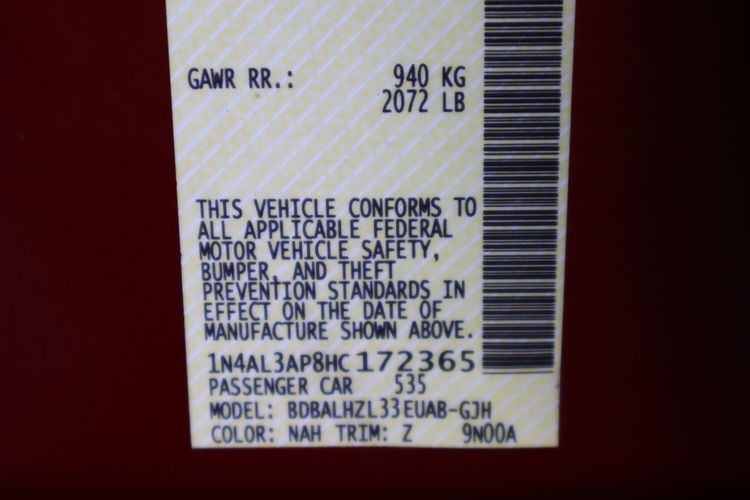 GAWR RR.: 940 KG
2072 LB
THIS VEHICLE CONFORMS TO
ALL APPLICABLE FEDERAL
MOTOR VEHICLE SAFETY,
BUMPER, AND THEFT
PREVENTION STANDARDS IN
EFFECT ON THE DATE OF
MANUFACTURE SHOWN ABOVE.
1N4AL3AP8HC172365
PASSENGER CAR 535
MODEL: BDBALHZL33EUAB-GJH
COLOR: NAH TRIM: Z 9N00A